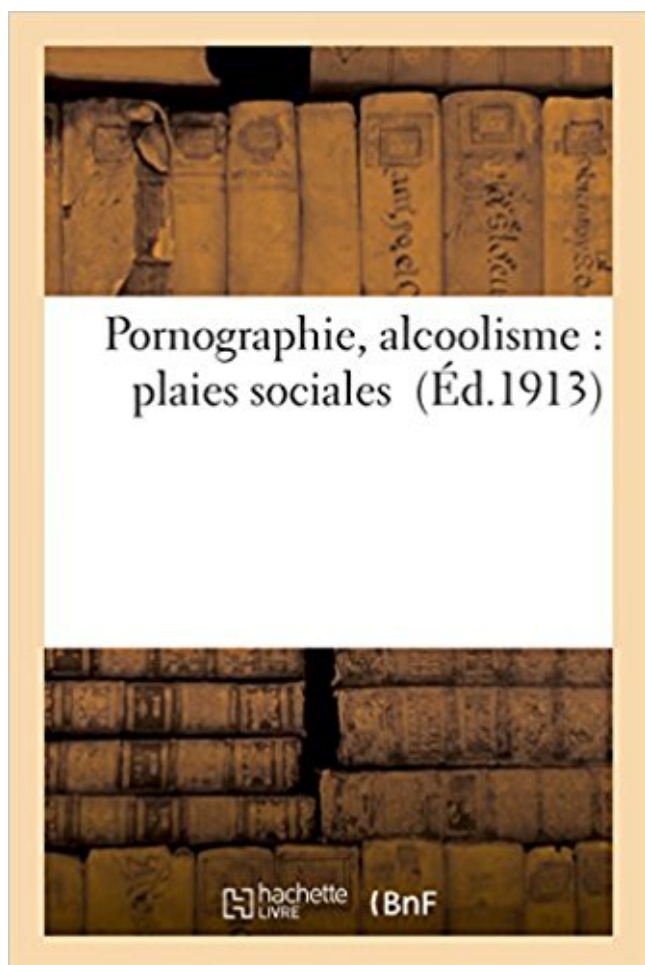 Pornographie, alcoolisme :
plaies sociales (Éd.1913)
hachette
LIVRE
{BnF